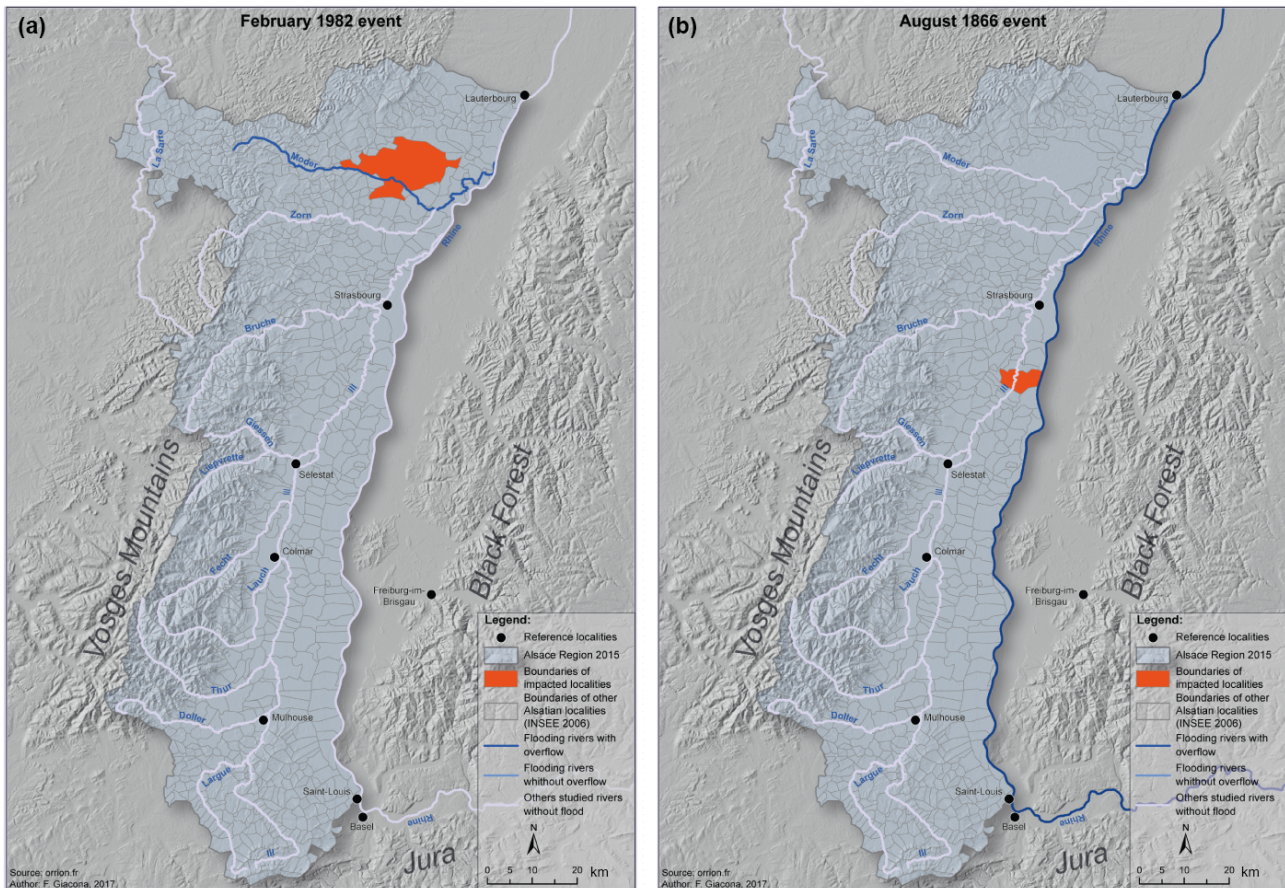 (a)
February 1982 event
Lauterbourg
La Sarre
Moder
Zorn
Rhine
Strasbourg
Bruche
Ill
Giessen
Liepvrette
Sélestat
Ill
Vosges Mountains
Black Forest
Colmar
Fecht
Lauch
Freiburg-im-
Brisgau
Thur
Doller
Mulhouse
Largue
Saint-Louis
Basel
Rhine
Ill
Jura
Legend:
Reference localities
Alsace Region 2015
Boundaries of
impacted localities
Boundaries of other
Alsatian localities
(INSEE 2006)
Flooding rivers with
overflow
Flooding rivers
whithout overflow
Others studied rivers
without flood
N
0 10 20 km
Source: orrion.fr
Author: F. Giacona, 2017.
(b)
August 1866 event
Lauterbourg
La Sarre
Moder
Zorn
Rhine
Strasbourg
Bruche
Ill
Giessen
Liepvrette
Sélestat
Ill
Vosges Mountains
Black Forest
Colmar
Fecht
Lauch
Freiburg-im-
Brisgau
Thur
Doller
Mulhouse
Largue
Saint-Louis
Basel
Rhine
Ill
Jura
Legend:
Reference localities
Alsace Region 2015
Boundaries of
impacted localities
Boundaries of other
Alsatian localities
(INSEE 2006)
Flooding rivers with
overflow
Flooding rivers
whithout overflow
Others studied rivers
without flood
N
0 5 10 20 km
Source: orrion.fr
Author: F. Giacona, 2017.